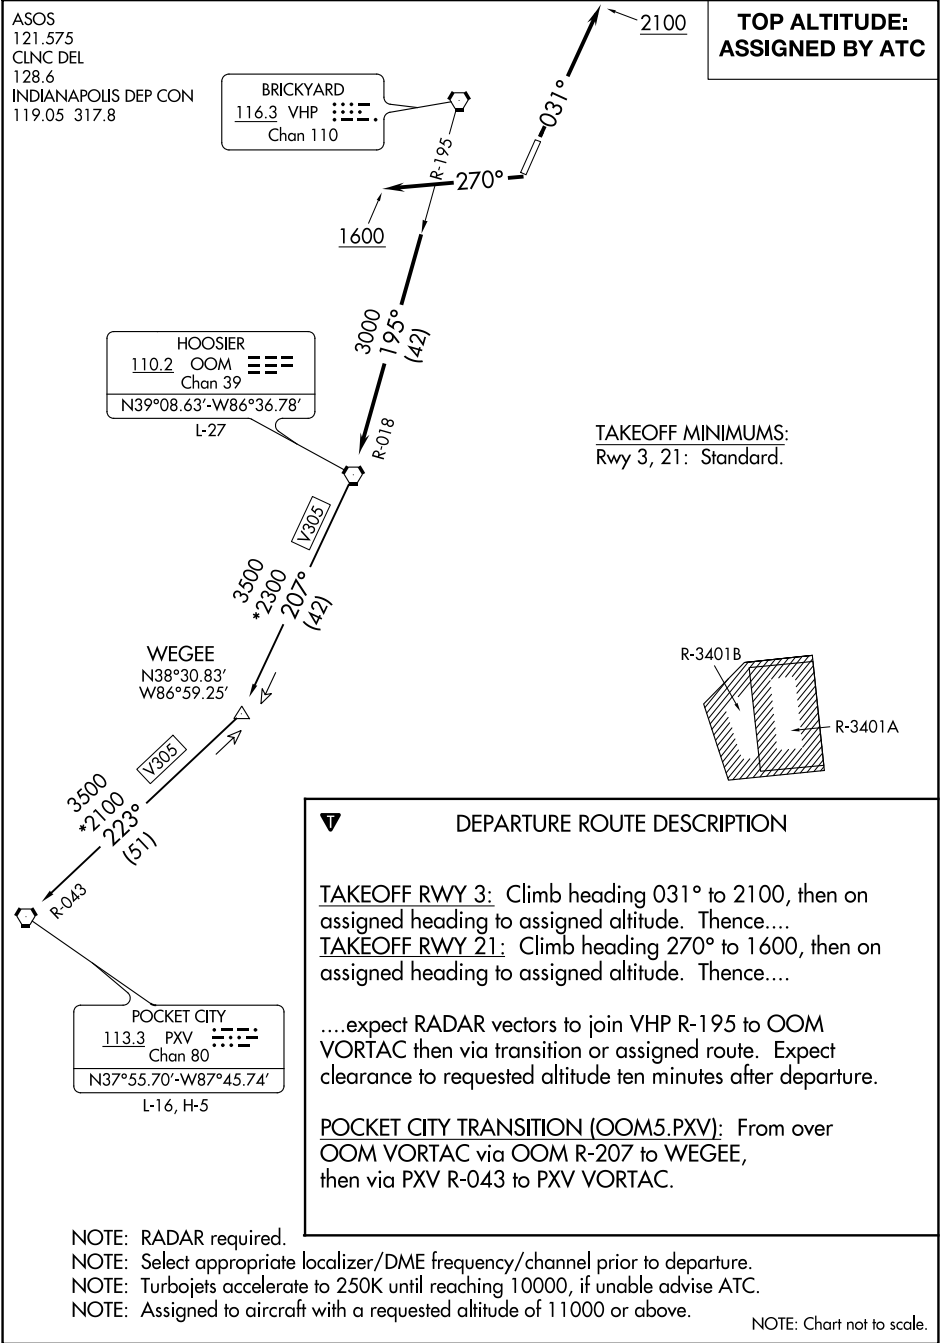 ASOS
121.575
CLNC DEL
128.6
INDIANAPOLIS DEP CON
119.05 317.8
TOP ALTITUDE:
ASSIGNED BY ATC
2100
031°
BRICKYARD
116.3 VHP
Chan 110
R-195
270°
1600
3000
195°
(42)
HOOSIER
110.2 OOM
Chan 39
N39°08.63'-W86°36.78'
L-27
R-018
TAKEOFF MINIMUMS:
Rwy 3, 21: Standard.
V305
3500
*2300
207°
(42)
WEGEE
N38°30.83'
W86°59.25'
R-3401B
R-3401A
V305
3500
*2100
223°
(51)
R-043
POCKET CITY
113.3 PXV
Chan 80
N37°55.70'-W87°45.74'
L-16, H-5
T
DEPARTURE ROUTE DESCRIPTION
TAKEOFF RWY 3: Climb heading 031° to 2100, then on
assigned heading to assigned altitude. Thence....
TAKEOFF RWY 21: Climb heading 270° to 1600, then on
assigned heading to assigned altitude. Thence....
....expect RADAR vectors to join VHP R-195 to OOM
VORTAC then via transition or assigned route. Expect
clearance to requested altitude ten minutes after departure.
POCKET CITY TRANSITION (OOM5.PXV): From over
OOM VORTAC via OOM R-207 to WEGEE,
then via PXV R-043 to PXV VORTAC.
NOTE: RADAR required.
NOTE: Select appropriate localizer/DME frequency/channel prior to departure.
NOTE: Turbojets accelerate to 250K until reaching 10000, if unable advise ATC.
NOTE: Assigned to aircraft with a requested altitude of 11000 or above.
NOTE: Chart not to scale.